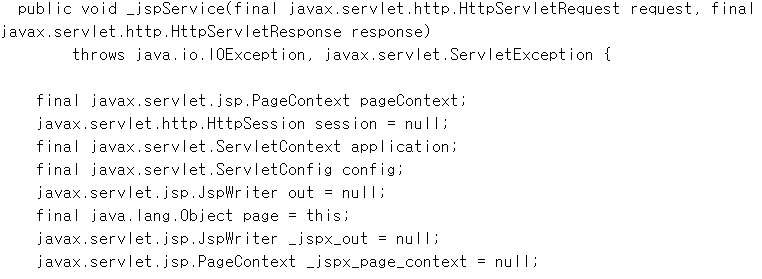 public void _jspService(final javax.servlet.http.HttpServletRequest request, final
javax.servlet.http.HttpServletResponse response)
throws java.io.IOException, javax.servlet.ServletException {
final javax.servlet.jsp.PageContext pageContext;
javax.servlet.http.HttpSession session = null;
final javax.servlet.ServletContext application;
final javax.servlet.ServletConfig config;
javax.servlet.jsp.JspWriter out = null;
final java.lang.Object page = this;
javax.servlet.jsp.JspWriter _jspx_out = null;
javax.servlet.jsp.PageContext _jspx_page_context = null;